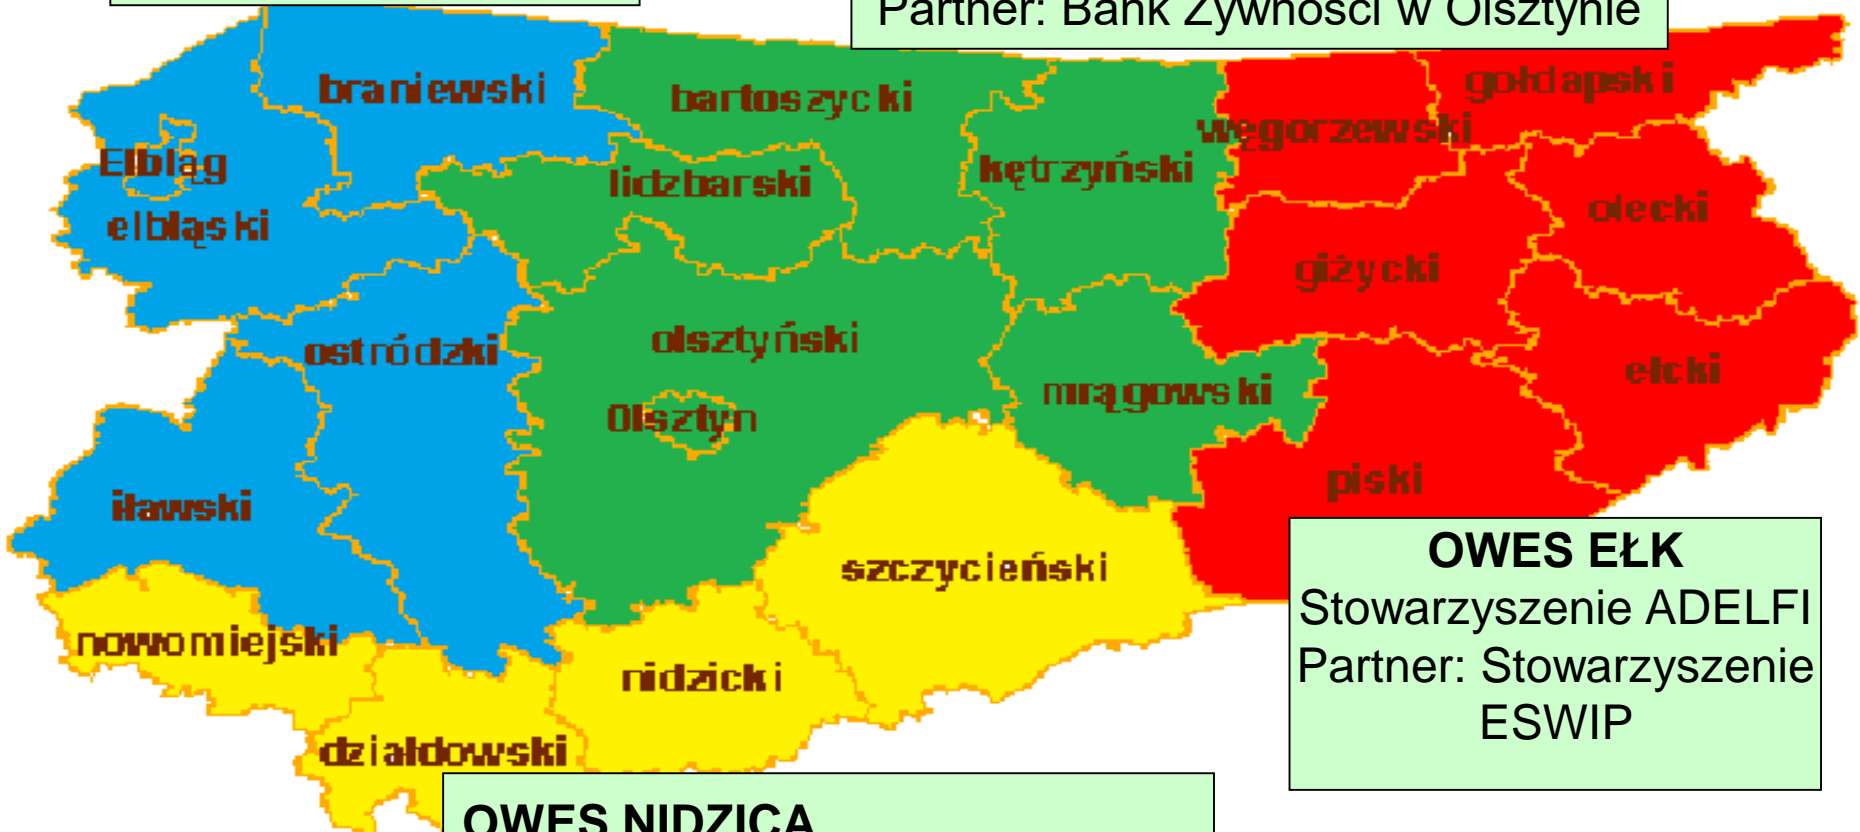 Partner: Bank Żywności w Olsztynie
braniewski
bartoszycki
gołdapski
węgorzewski
Elbląg
lidzbarski
kętrzyński
elbląski
olecki
giżycki
ostródzki
olsztyński
ełcki
mrągowski
Olsztyn
piski
iławski
szczycieński
OWES EŁK
Stowarzyszenie ADELFI
Partner: Stowarzyszenie
ESWIP
nowomiejski
nidzicki
działdowski
OWES NIDZICA